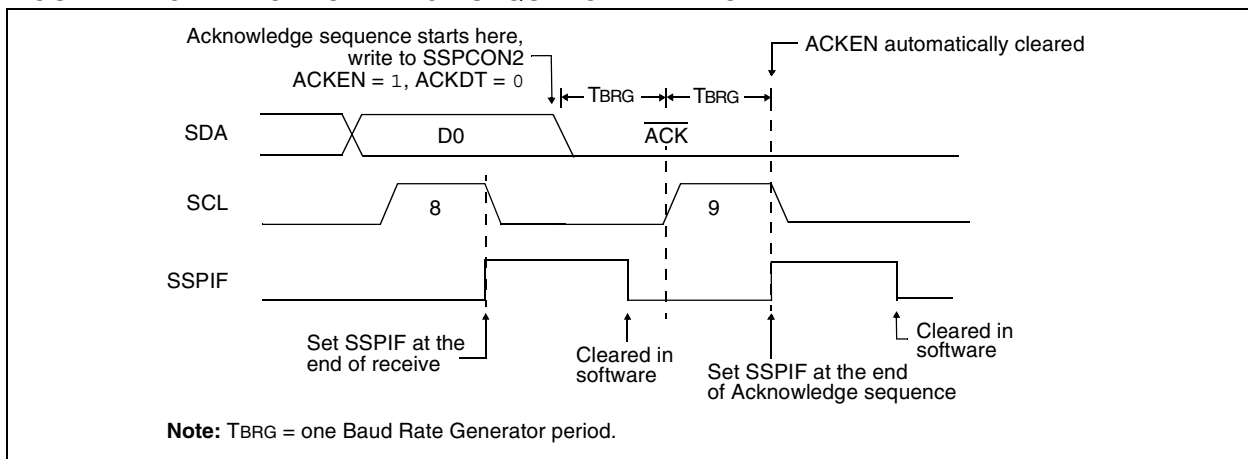 Acknowledge sequence starts here,
write to SSPCON2
ACKEN = 1, ACKDT = 0
ACKEN automatically cleared
TBRG
TBRG
SDA
D0
ACK
SCL
8
9
SSPIF
Set SSPIF at the
end of receive
Cleared in
software
Set SSPIF at the end
of Acknowledge sequence
Cleared in
software
Note: TBRG = one Baud Rate Generator period.